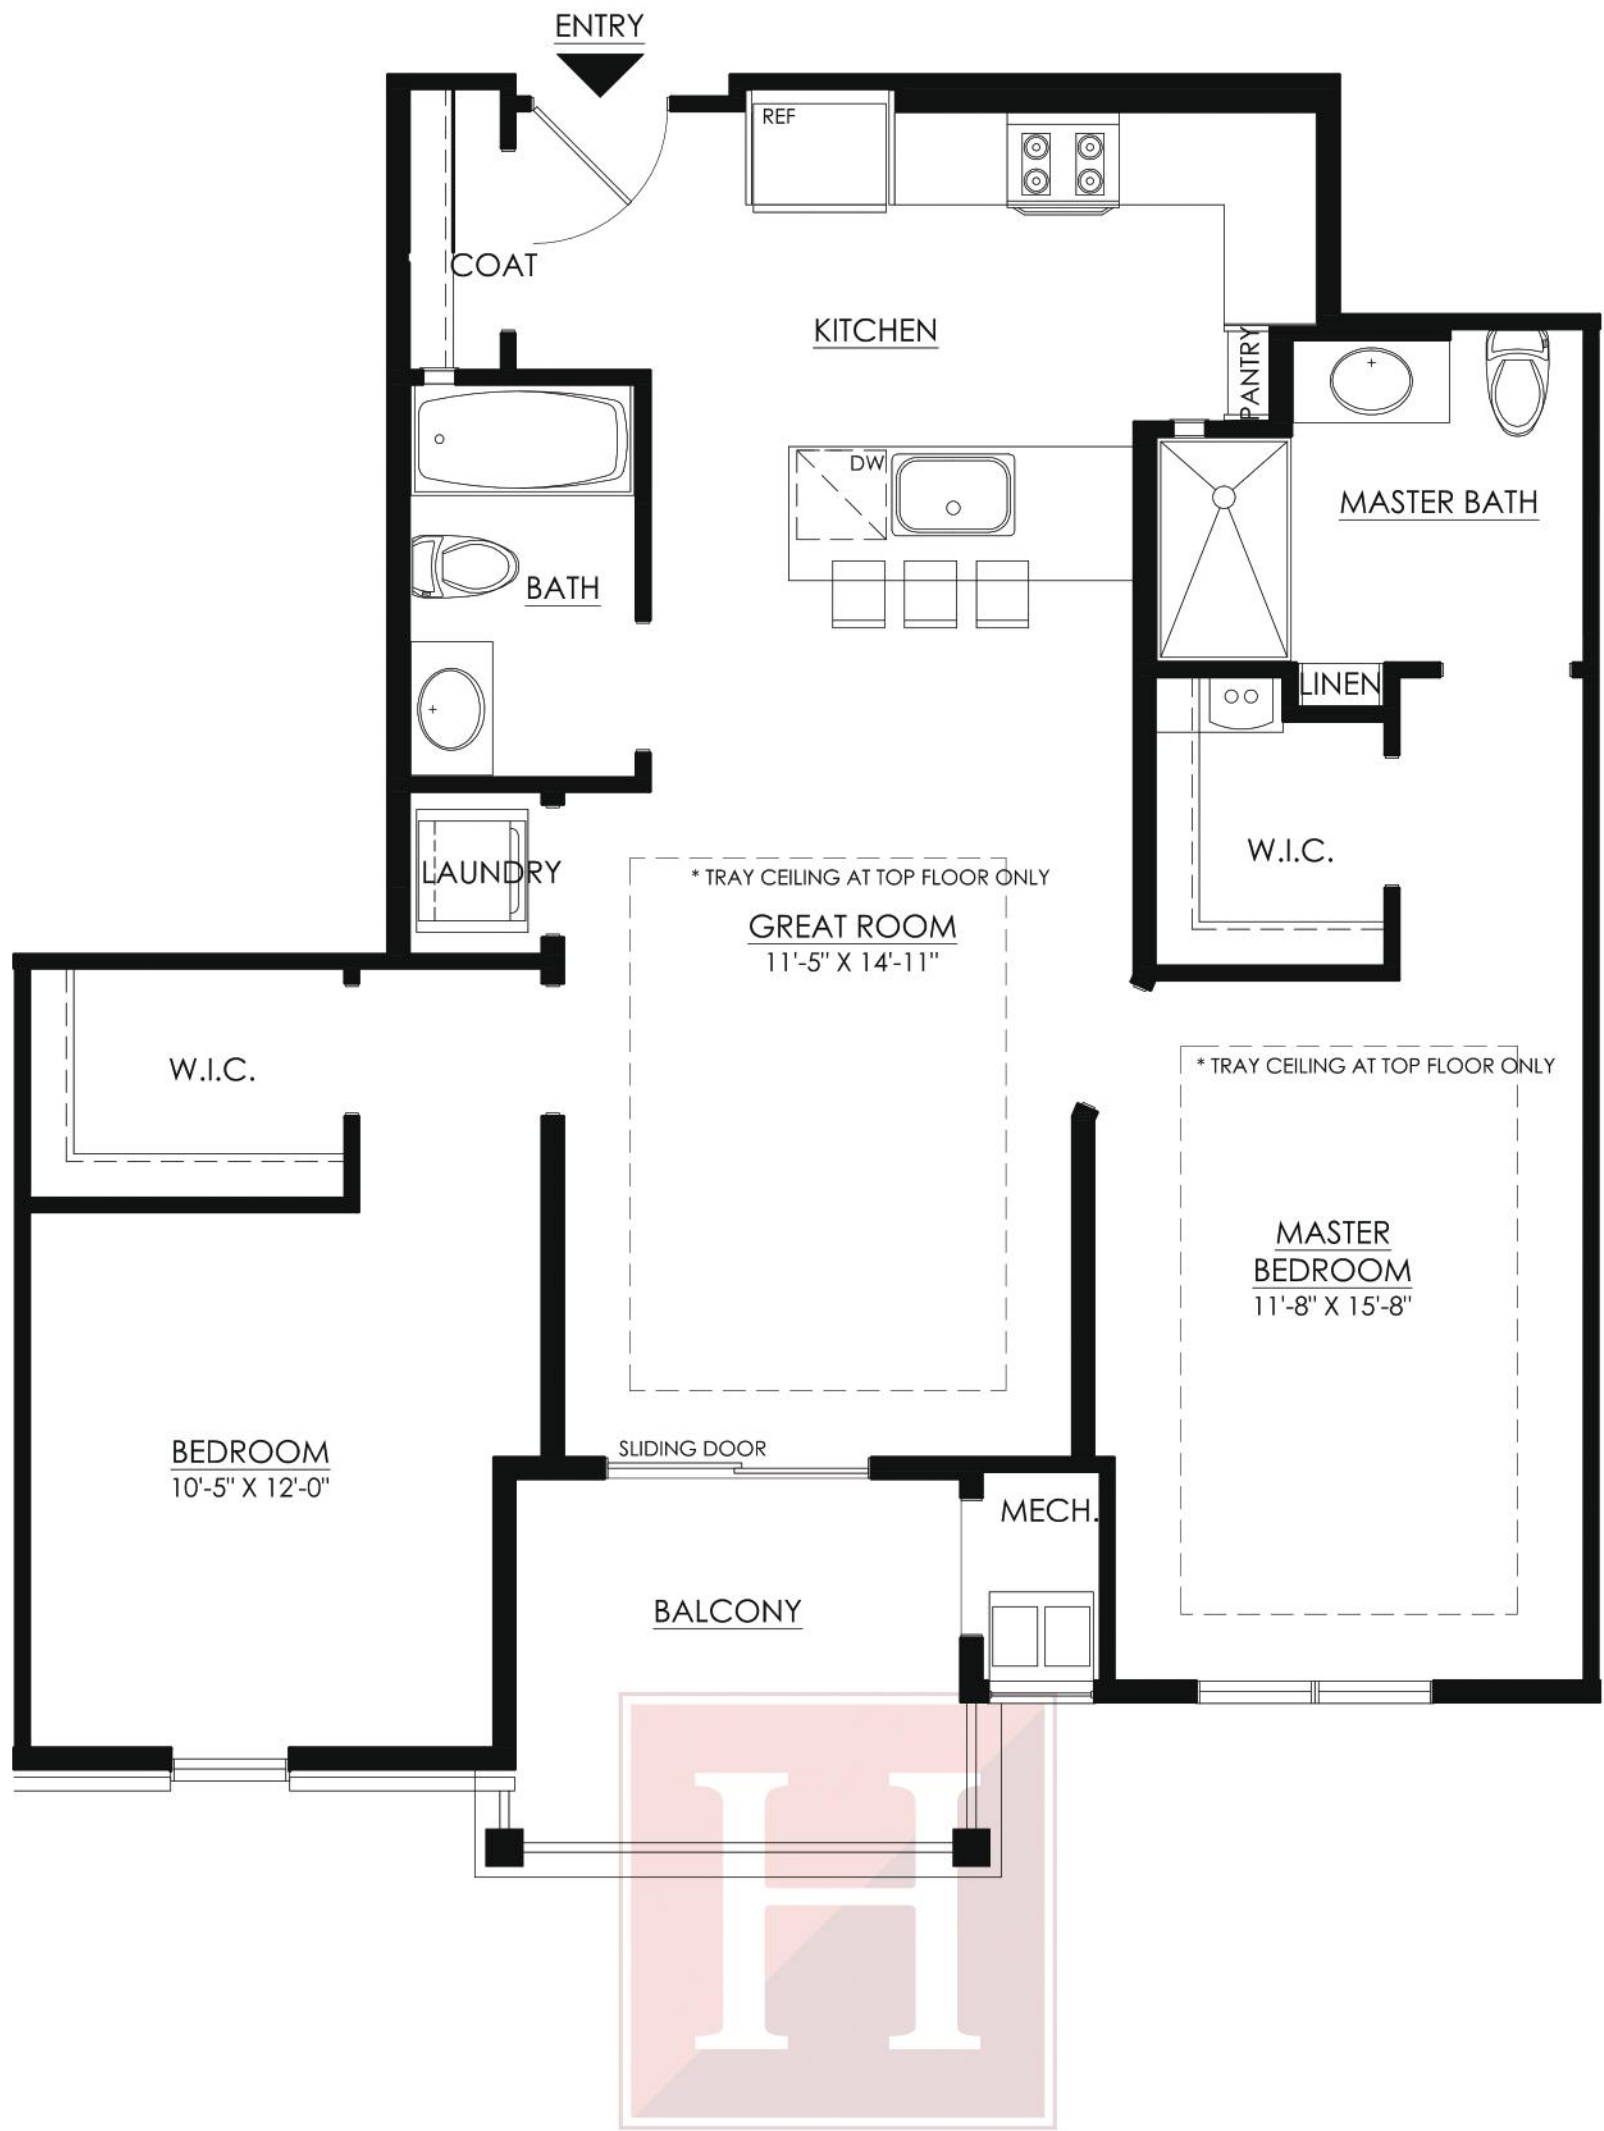 ENTRY
REF
COAT
KITCHEN
PANTRY
DW
MASTER BATH
BATH
LINEN
W.I.C.
LAUNDRY
* TRAY CEILING AT TOP FLOOR ONLY
GREAT ROOM
11'-5" X 14'-11"
W.I.C.
* TRAY CEILING AT TOP FLOOR ONLY
MASTER
BEDROOM
11'-8" X 15'-8"
BEDROOM
10'-5" X 12'-0"
SLIDING DOOR
MECH.
BALCONY
H